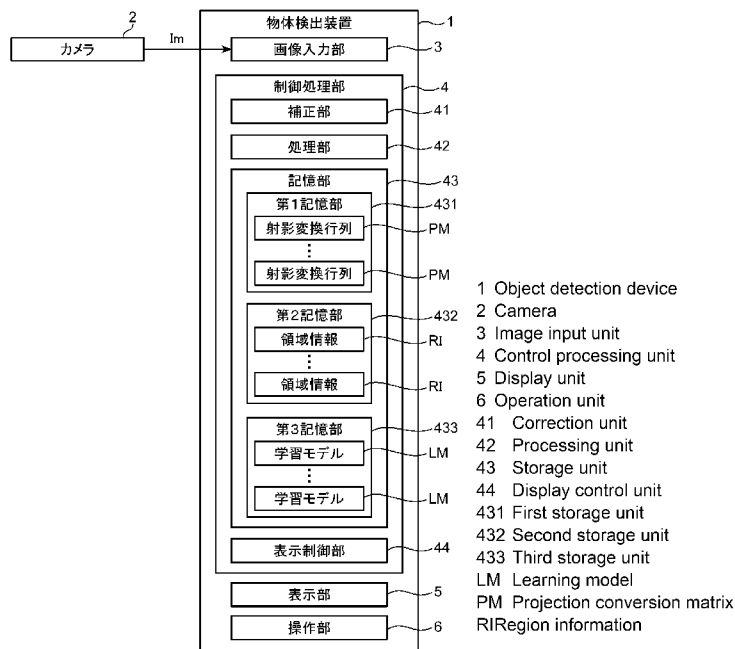 2
カメラ
Im
物体検出装置
1
画像入力部
3
制御処理部
4
補正部
41
処理部
42
記憶部
43
第1記憶部
431
射影変換行列
PM
射影変換行列
PM
第2記憶部
432
領域情報
RI
領域情報
RI
第3記憶部
433
学習モデル
LM
学習モデル
LM
表示制御部
44
表示部
5
操作部
6
1 Object detection device
2 Camera
3 Image input unit
4 Control processing unit
5 Display unit
6 Operation unit
41 Correction unit
42 Processing unit
43 Storage unit
44 Display control unit
431 First storage unit
432 Second storage unit
433 Third storage unit
LM Learning model
PM Projection conversion matrix
RIRegion information